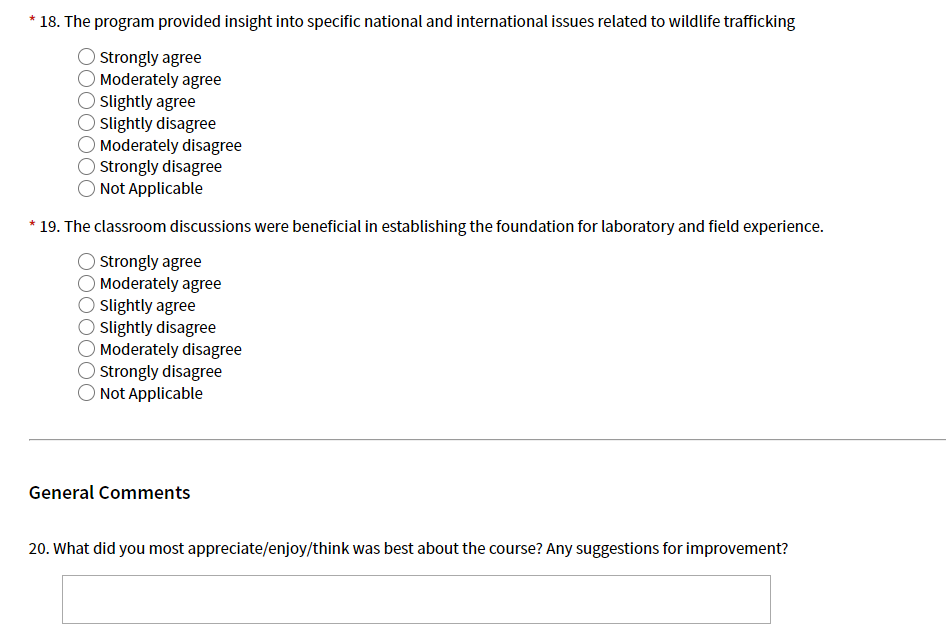 * 18. The program provided insight into specific national and international issues related to wildlife trafficking
Strongly agree
Moderately agree
Slightly agree
Slightly disagree
Moderately disagree
Strongly disagree
Not Applicable
* 19. The classroom discussions were beneficial in establishing the foundation for laboratory and field experience.
Strongly agree
Moderately agree
Slightly agree
Slightly disagree
Moderately disagree
Strongly disagree
Not Applicable
General Comments
20. What did you most appreciate/enjoy/think was best about the course? Any suggestions for improvement?